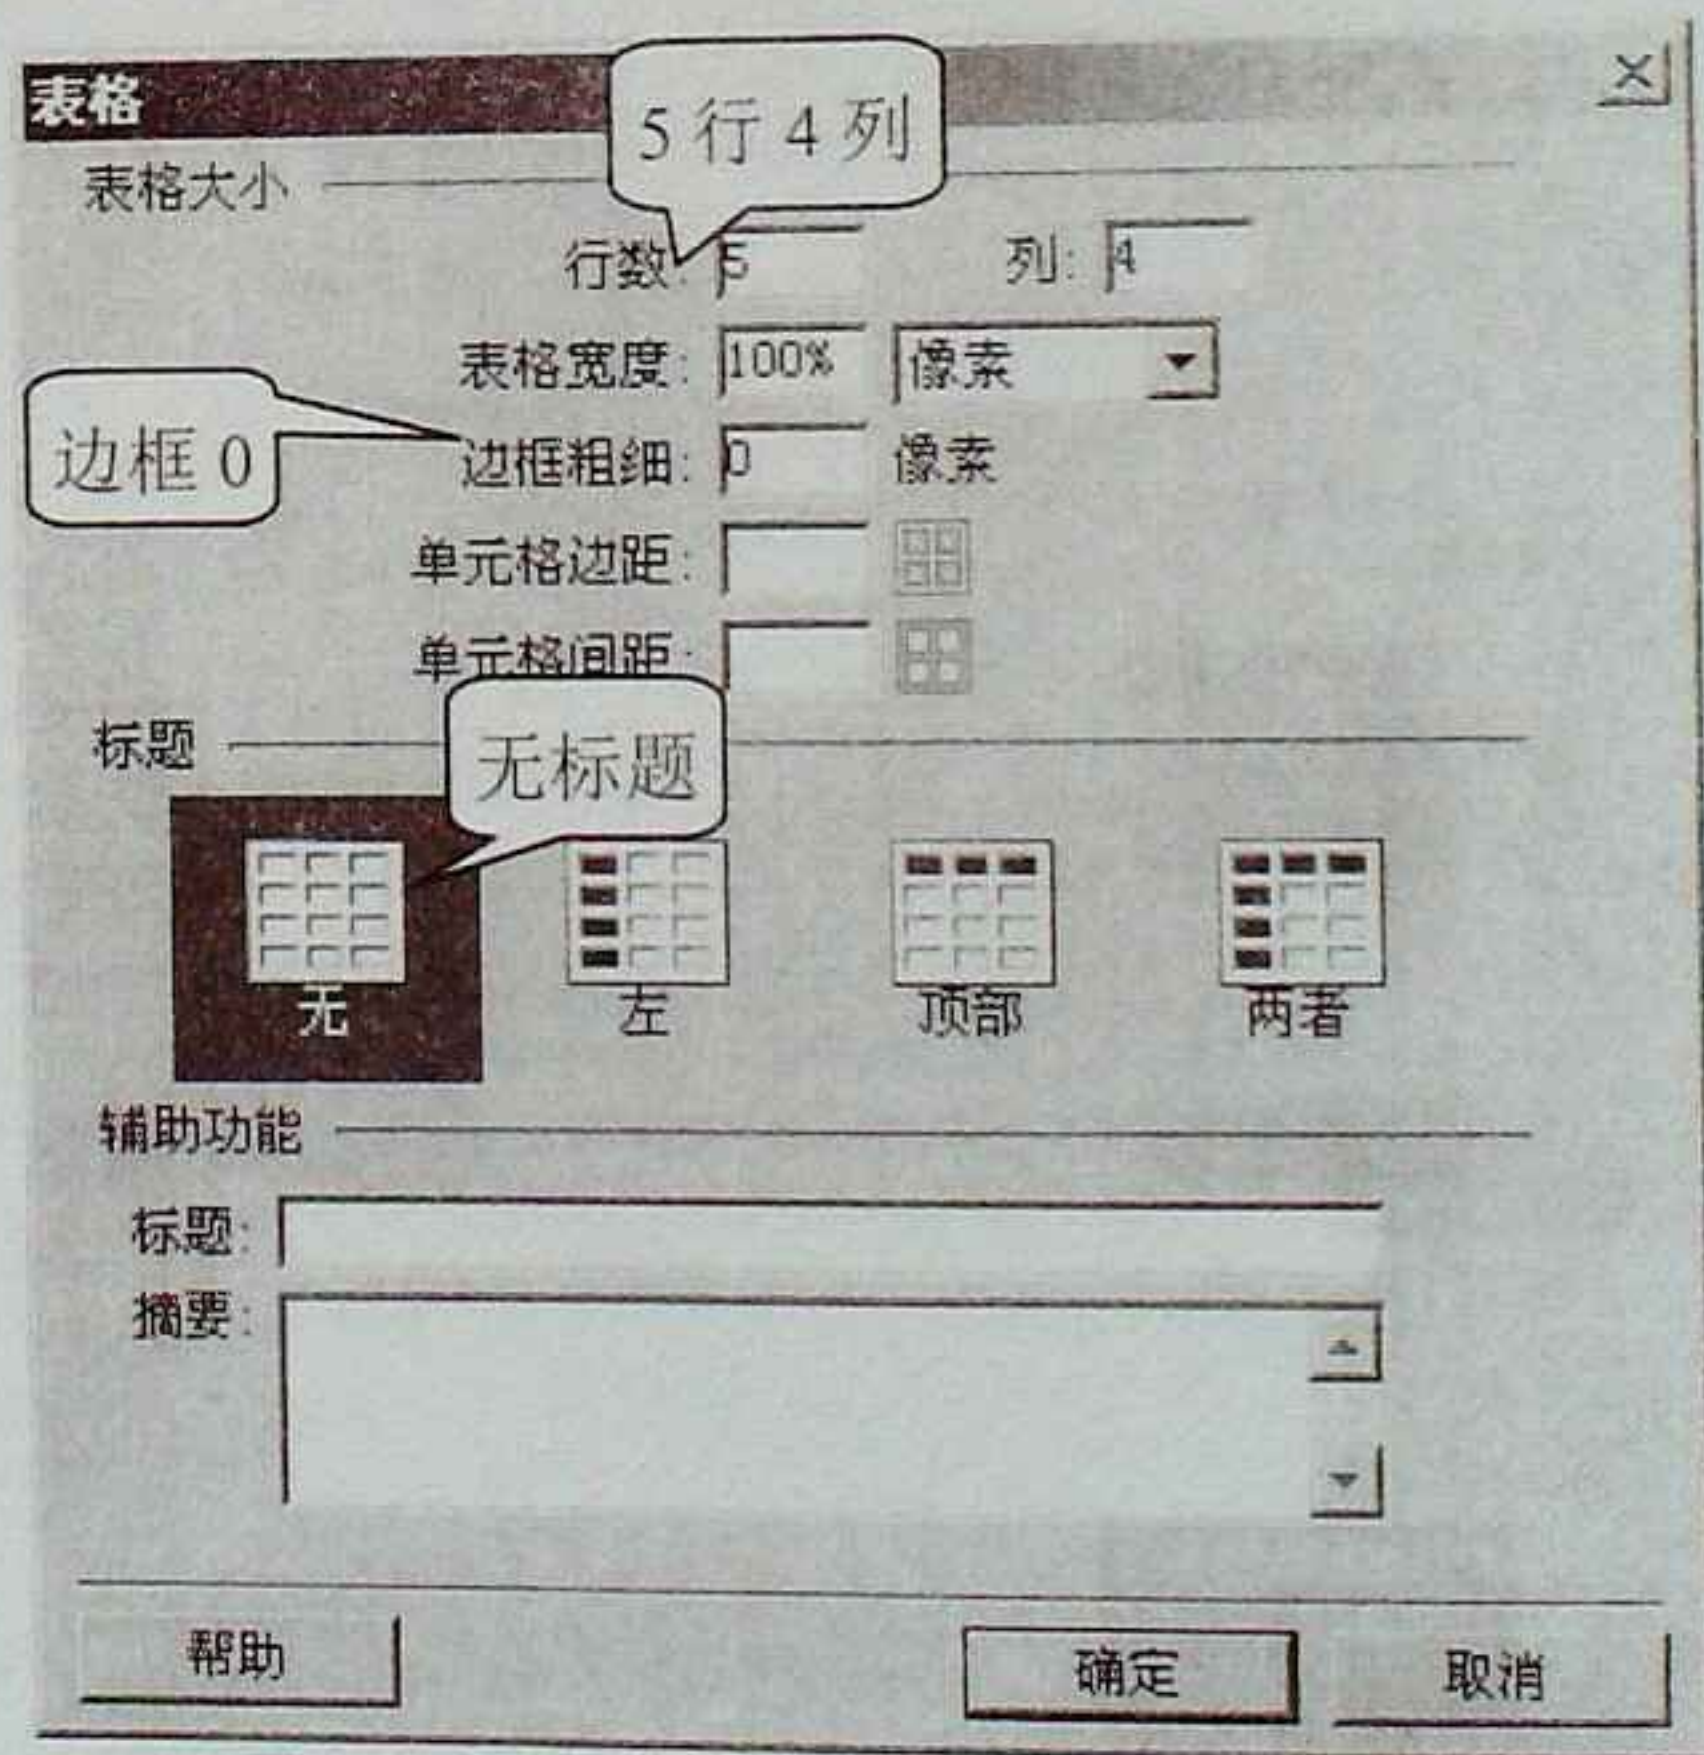 表格
5 行 4 列
表格大小
行数: 5 列: 4
表格宽度: 100% 像素
边框 0
边框粗细: 0 像素
单元格边距:
单元格间距:
标题
无标题
无 左 顶部 两者
辅助功能
标题:
摘要:
帮助 确定 取消